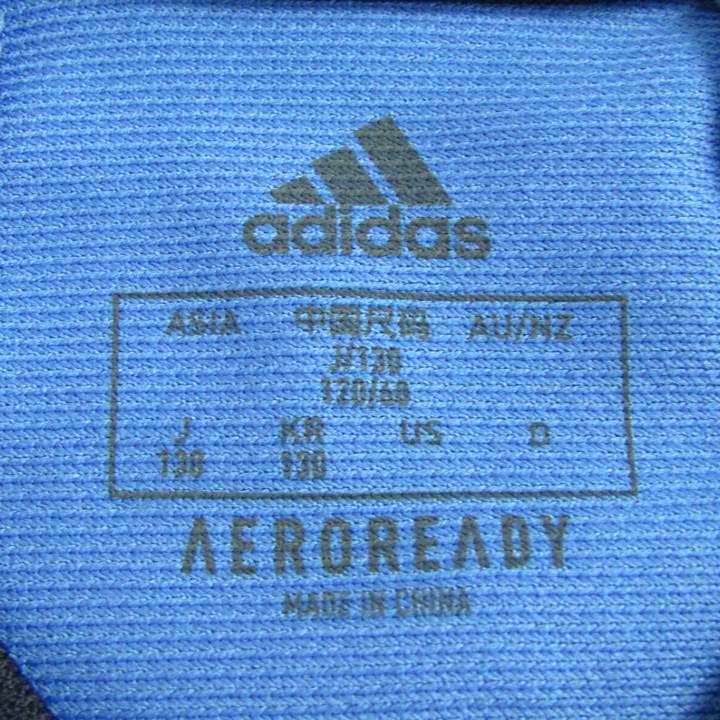 adidas
ASIA 中国尺码 AU/NZ
J/130
120/60
J KR US D
130 130
AEROREADY
MADE IN CHINA